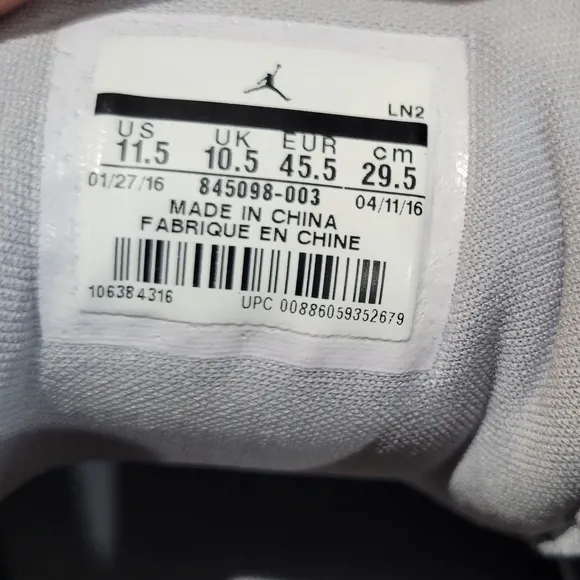 LN2
US UK EUR cm
11.5 10.5 45.5 29.5
01/27/16 845098-003 04/11/16
MADE IN CHINA
FABRIQUE EN CHINE
106384316 UPC 00886059352679